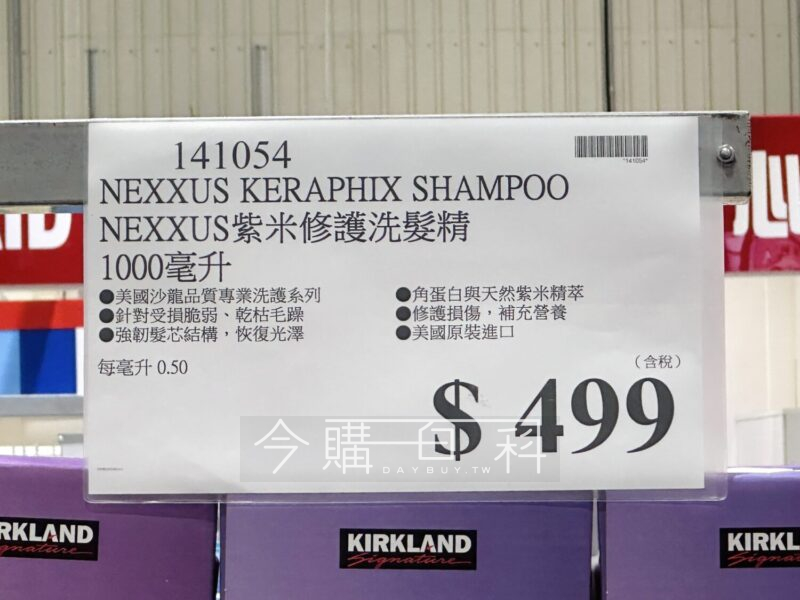 141054
*141054*
NEXXUS KERAPHIX SHAMPOO
NEXXUS紫米修護洗髮精
1000毫升
●美國沙龍品質專業洗護系列
●針對受損脆弱、乾枯毛躁
●強韌髮芯結構，恢復光澤
●角蛋白與天然紫米精萃
●修護損傷，補充營養
●美國原裝進口
每毫升 0.50
（含稅）
$ 499
今購百科
DAYBUY.TW
KIRKLAND
Signature
KIRKLAND
Signature
KIRKLAND
Signature